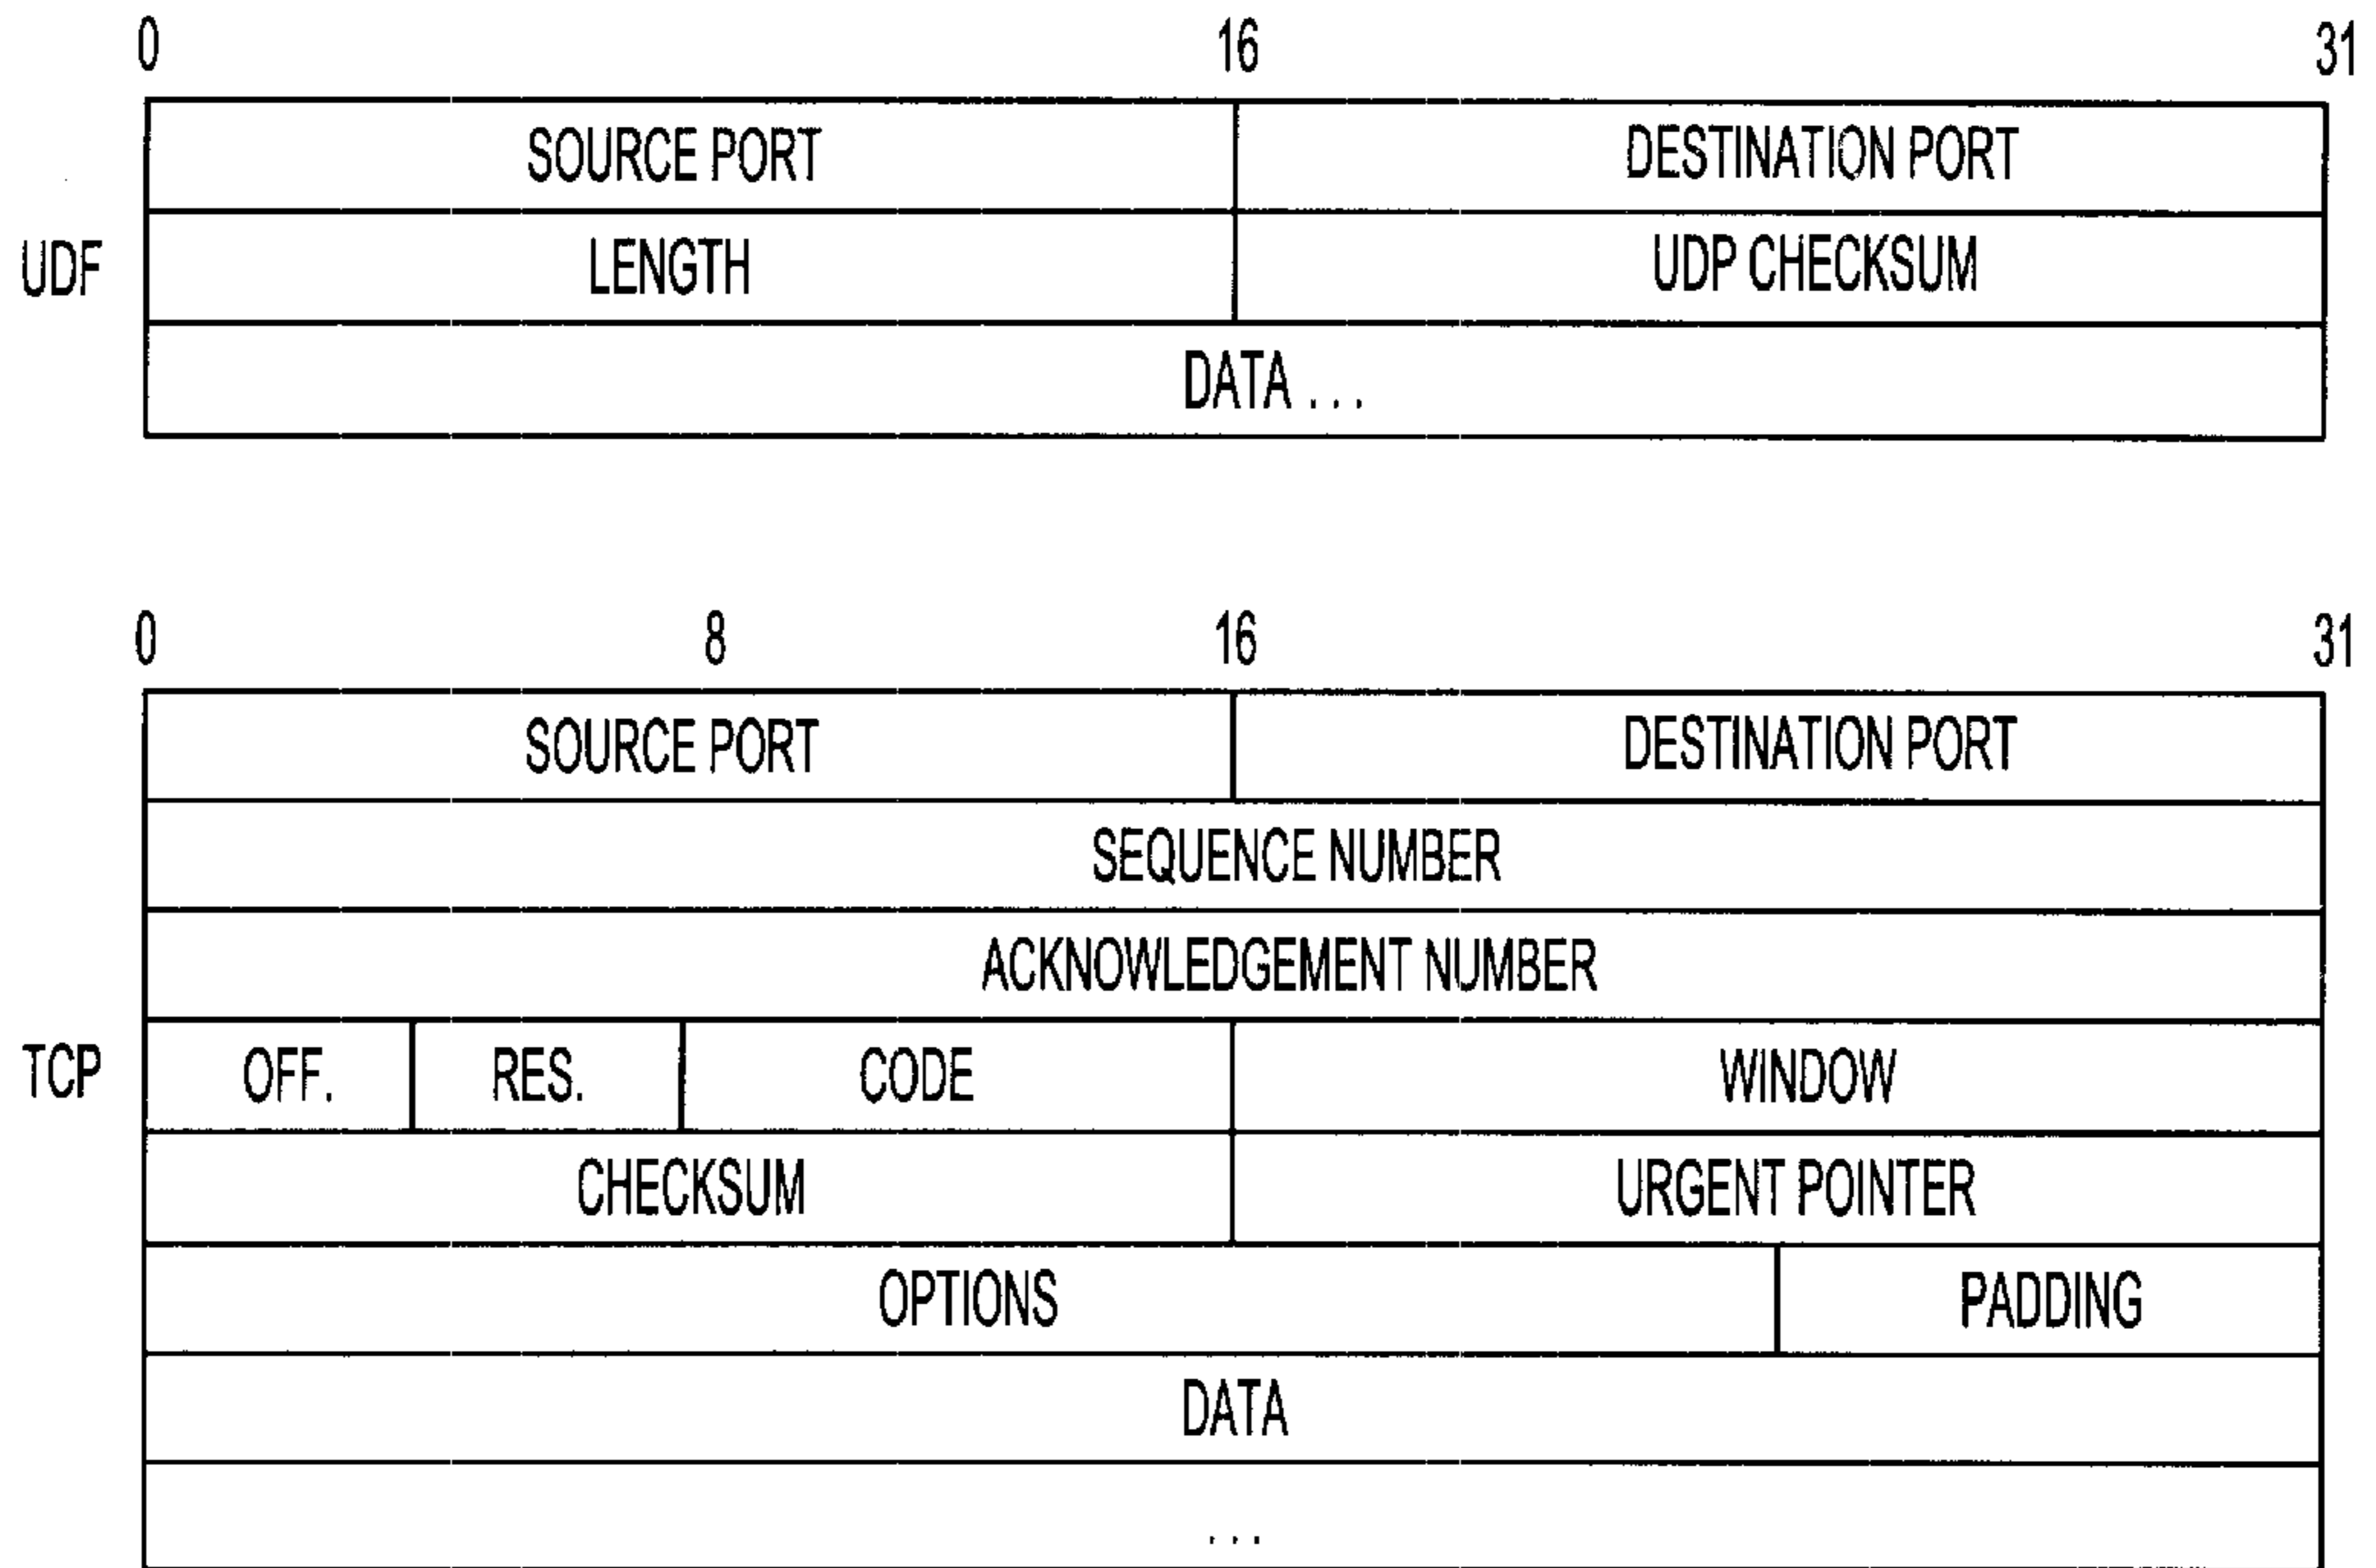 0 16 31
SOURCE PORT DESTINATION PORT
UDF LENGTH UDP CHECKSUM
DATA . . .
0 8 16 31
SOURCE PORT DESTINATION PORT
SEQUENCE NUMBER
ACKNOWLEDGEMENT NUMBER
TCP OFF. RES. CODE WINDOW
CHECKSUM URGENT POINTER
OPTIONS PADDING
DATA
. . .